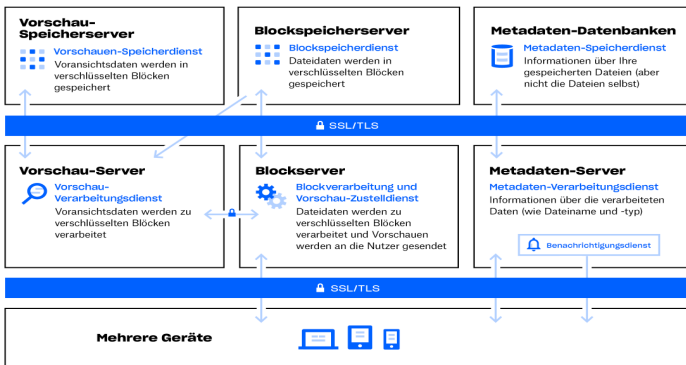 Vorschau-
Speicherserver
Vorschauen-Speicherdienst
Voransichtsdaten werden in
verschlüsselten Blöcken
gespeichert
Blockspeicherserver
Blockspeicherdienst
Dateidaten werden in
verschlüsselten Blöcken
gespeichert
Metadaten-Datenbanken
Metadaten-Speicherdienst
Informationen über Ihre
gespeicherten Dateien (aber
nicht die Dateien selbst)
SSL/TLS
Vorschau-Server
Vorschau-
Verarbeitungsdienst
Voransichtsdaten werden zu
verschlüsselten Blöcken
verarbeitet
Blockserver
Blockverarbeitung und
Vorschau-Zustelldienst
Dateidaten werden zu
verschlüsselten Blöcken
verarbeitet und Vorschauen
werden an die Nutzer gesendet
Metadaten-Server
Metadaten-Verarbeitungsdienst
Informationen über die verarbeiteten
Daten (wie Dateiname und -typ)
Benachrichtigungsdienst
SSL/TLS
Mehrere Geräte